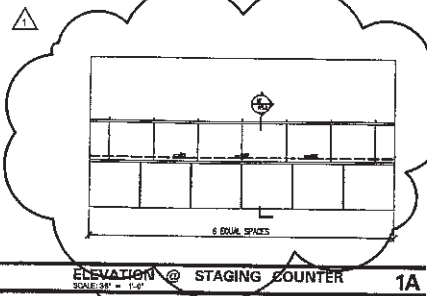 1
6 EQUAL SPACES
ELEVATION @ STAGING COUNTER
1A
SCALE: 3/8" = 1'-0"